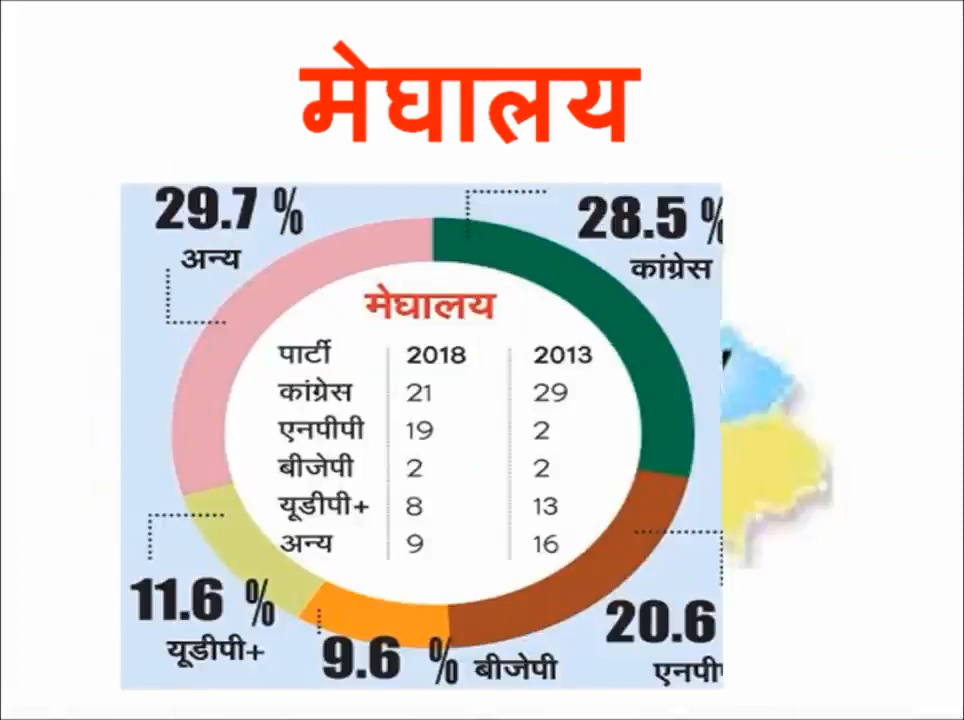 मेघालय
29.7 %
अन्य
28.5 %
कांग्रेस
मेघालय
पार्टी 2018 2013
कांग्रेस 21 29
एनपीपी 19 2
बीजेपी 2 2
यूडीपी+ 8 13
अन्य 9 16
11.6 %
यूडीपी+
9.6 % बीजेपी
20.6